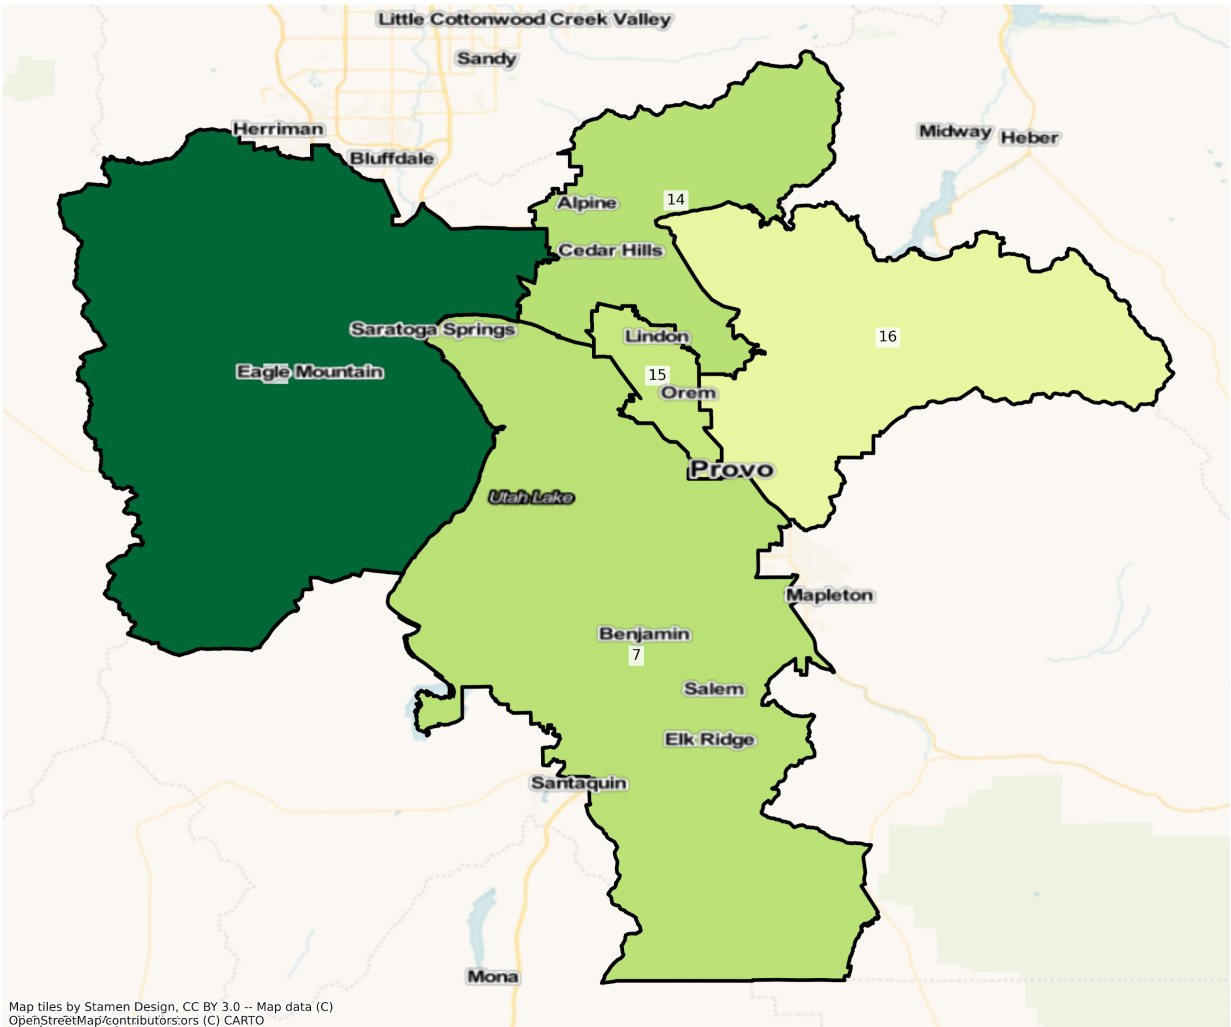 Little Cottonwood Creek Valley
Sandy
Herriman
Midway
Heber
Bluffdale
14
Alpine
Cedar Hills
Saratoga Springs
Lindon
16
Eagle Mountain
15
Orem
Provo
Utah Lake
Mapleton
Benjamin
7
Salem
Elk Ridge
Santaquin
Mona
Map tiles by Stamen Design, CC BY 3.0 -- Map data (C)
OpenStreetMap contributors (C) CARTO